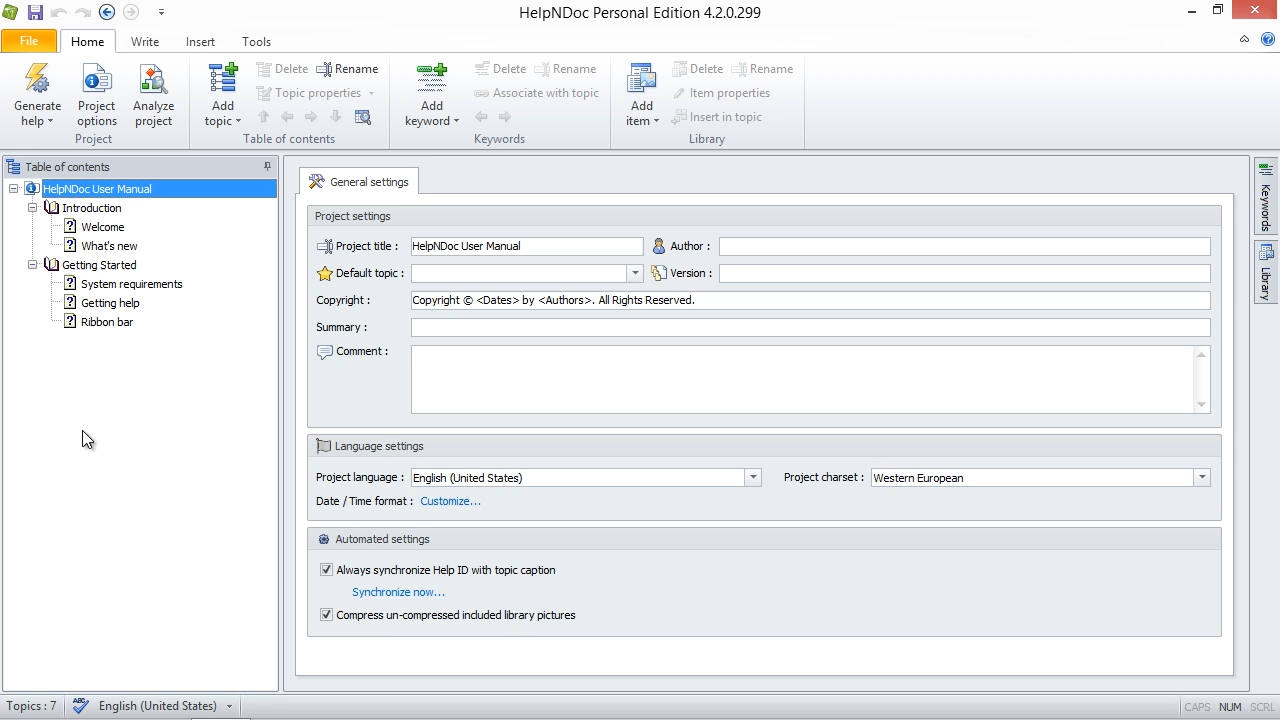 HelpNDoc Personal Edition 4.2.0.299
File Home Write Insert Tools
Generate help Project options Analyze project
Add topic Delete Rename
Topic properties
Add keyword Delete Rename
Associate with topic
Add item Delete Rename
Item properties
Insert in topic
Project Table of contents Keywords Library
Table of contents
HelpNDoc User Manual
Introduction
Welcome
What's new
Getting Started
System requirements
Getting help
Ribbon bar
General settings
Project settings
Project title : HelpNDoc User Manual Author :
Default topic : Version :
Copyright : Copyright © <Dates> by <Authors>. All Rights Reserved.
Summary :
Comment :
Language settings
Project language : English (United States) Project charset : Western European
Date / Time format : Customize...
Automated settings
Always synchronize Help ID with topic caption
Synchronize now...
Compress un-compressed included library pictures
Keywords
Library
Topics : 7 ABC English (United States) CAPS NUM SCRL